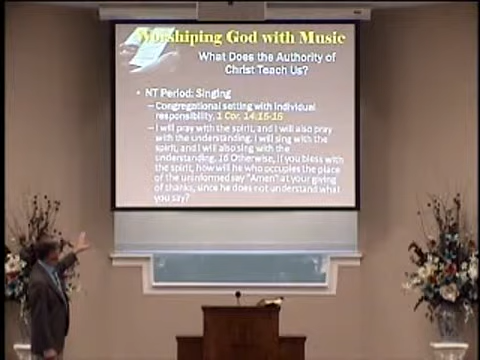 Worshiping God with Music
What Does the Authority of
Christ Teach Us?
• NT Period: Singing
– Congregational setting with individual
responsibility, 1 Cor. 14:15-16
– I will pray with the spirit, and I will also pray
with the understanding. I will sing with the
spirit, and I will also sing with the
understanding. 16 Otherwise, if you bless with
the spirit, how will he who occupies the place
of the uninformed say "Amen" at your giving
of thanks, since he does not understand what
you say?